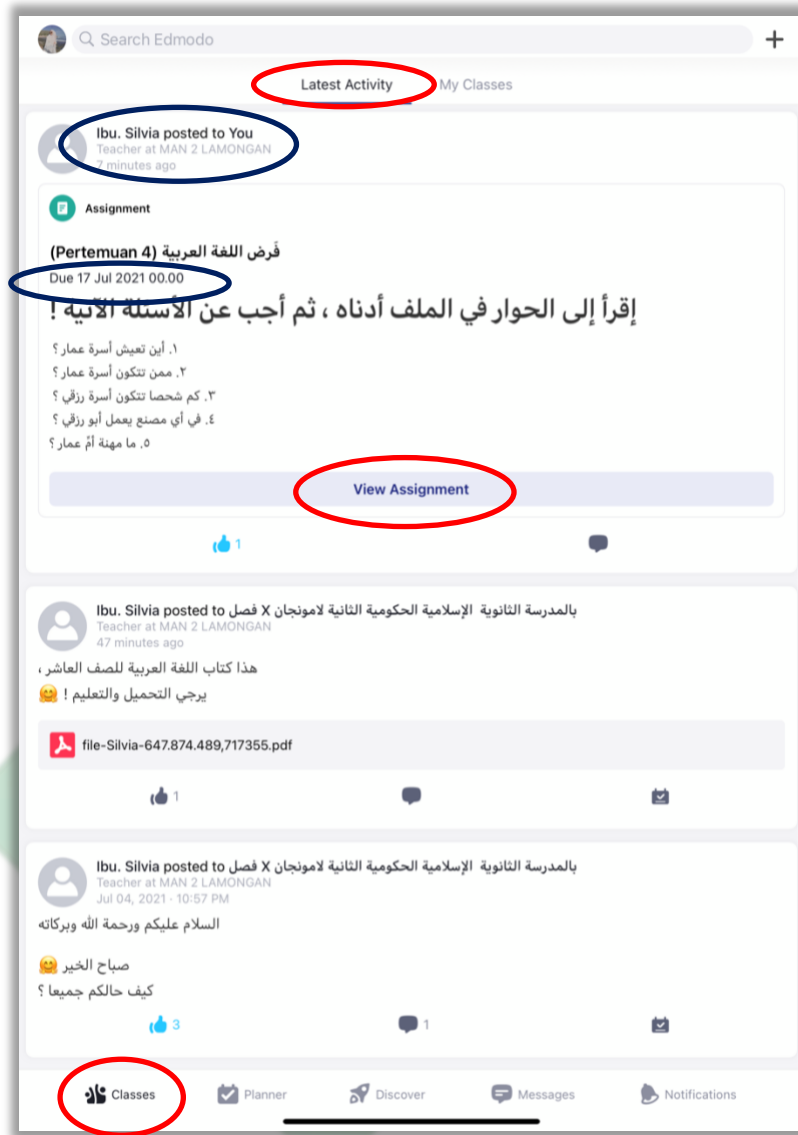 Search Edmodo
Latest Activity
My Classes
Ibu. Silvia posted to You
Teacher at MAN 2 LAMONGAN
7 minutes ago
Assignment
فَرض اللغة العربية (Pertemuan 4)
Due 17 Jul 2021 00.00
إقرأ إلى الحوار في الملف أدناه ، ثم أجب عن الأسئلة الآتية !
١. أين تعيش أسرة عمار ؟
٢. ممن تتكون أسرة عمار ؟
٣. كم شخصا تتكون أسرة رزقي ؟
٤. في أي مصنع يعمل أبو رزقي ؟
٥. ما مهنة أمّ عمار ؟
View Assignment
1
Ibu. Silvia posted to فصل X بالمدرسة الثانوية الإسلامية الحكومية الثانية لامونجان
Teacher at MAN 2 LAMONGAN
47 minutes ago
هذا كتاب اللغة العربية للصف العاشر ،
يرجي التحميل والتعليم ! 🤗
file-Silvia-647.874.489,717355.pdf
1
Ibu. Silvia posted to فصل X بالمدرسة الثانوية الإسلامية الحكومية الثانية لامونجان
Teacher at MAN 2 LAMONGAN
Jul 04, 2021 · 10:57 PM
السلام عليكم ورحمة الله وبركاته
صباح الخير 🤗
كيف حالكم جميعا ؟
3
1
Classes
Planner
Discover
Messages
Notifications